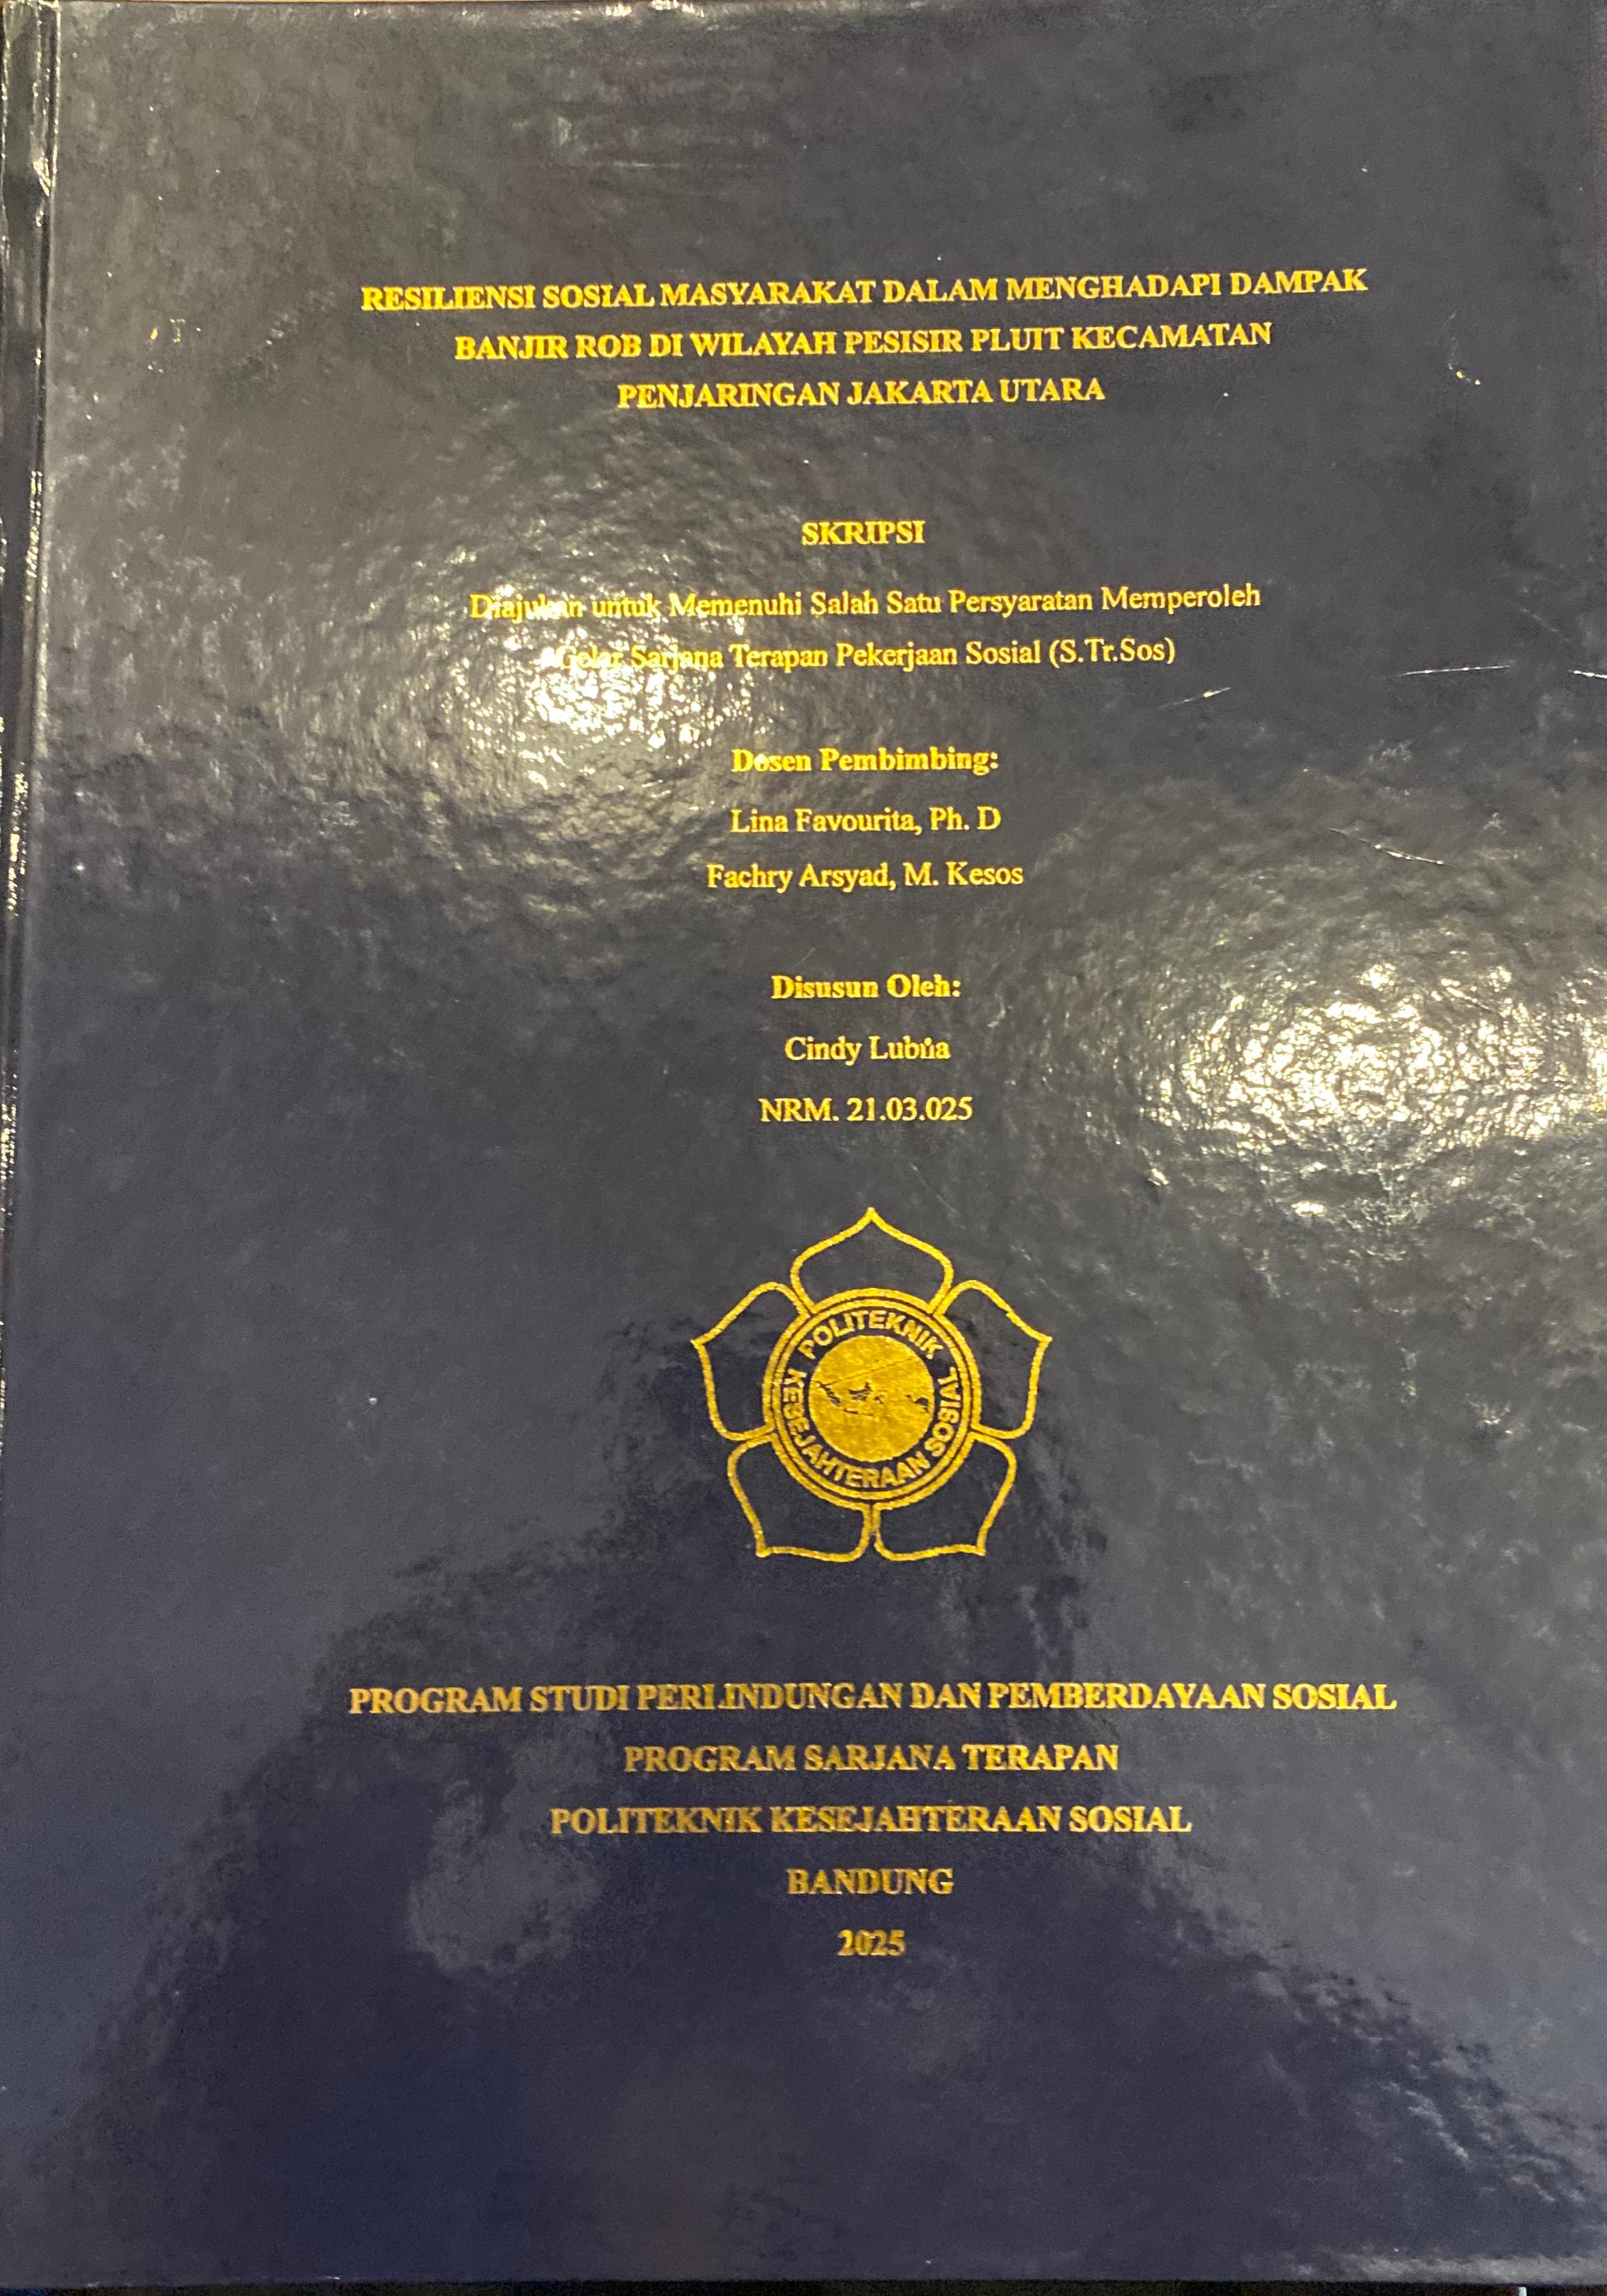 RESILIENSI SOSIAL MASYARAKAT DALAM MENGHADAPI DAMPAK
BANJIR ROB DI WILAYAH PESISIR PLUIT KECAMATAN
PENJARINGAN JAKARTA UTARA
SKRIPSI
Diajukan untuk Memenuhi Salah Satu Persyaratan Memperoleh
Gelar Sarjana Terapan Pekerjaan Sosial (S.Tr.Sos)
Dosen Pembimbing:
Lina Favourita, Ph. D
Fachry Arsyad, M. Kesos
Disusun Oleh:
Cindy
NRM. 21.03.025
POLITEKNIK
KESEJAHTERAAN SOSIAL
PROGRAM STUDI PERLINDUNGAN DAN PEMBERDAYAAN SOSIAL
PROGRAM SARJANA TERAPAN
POLITEKNIK KESEJAHTERAAN SOSIAL
BANDUNG
2025